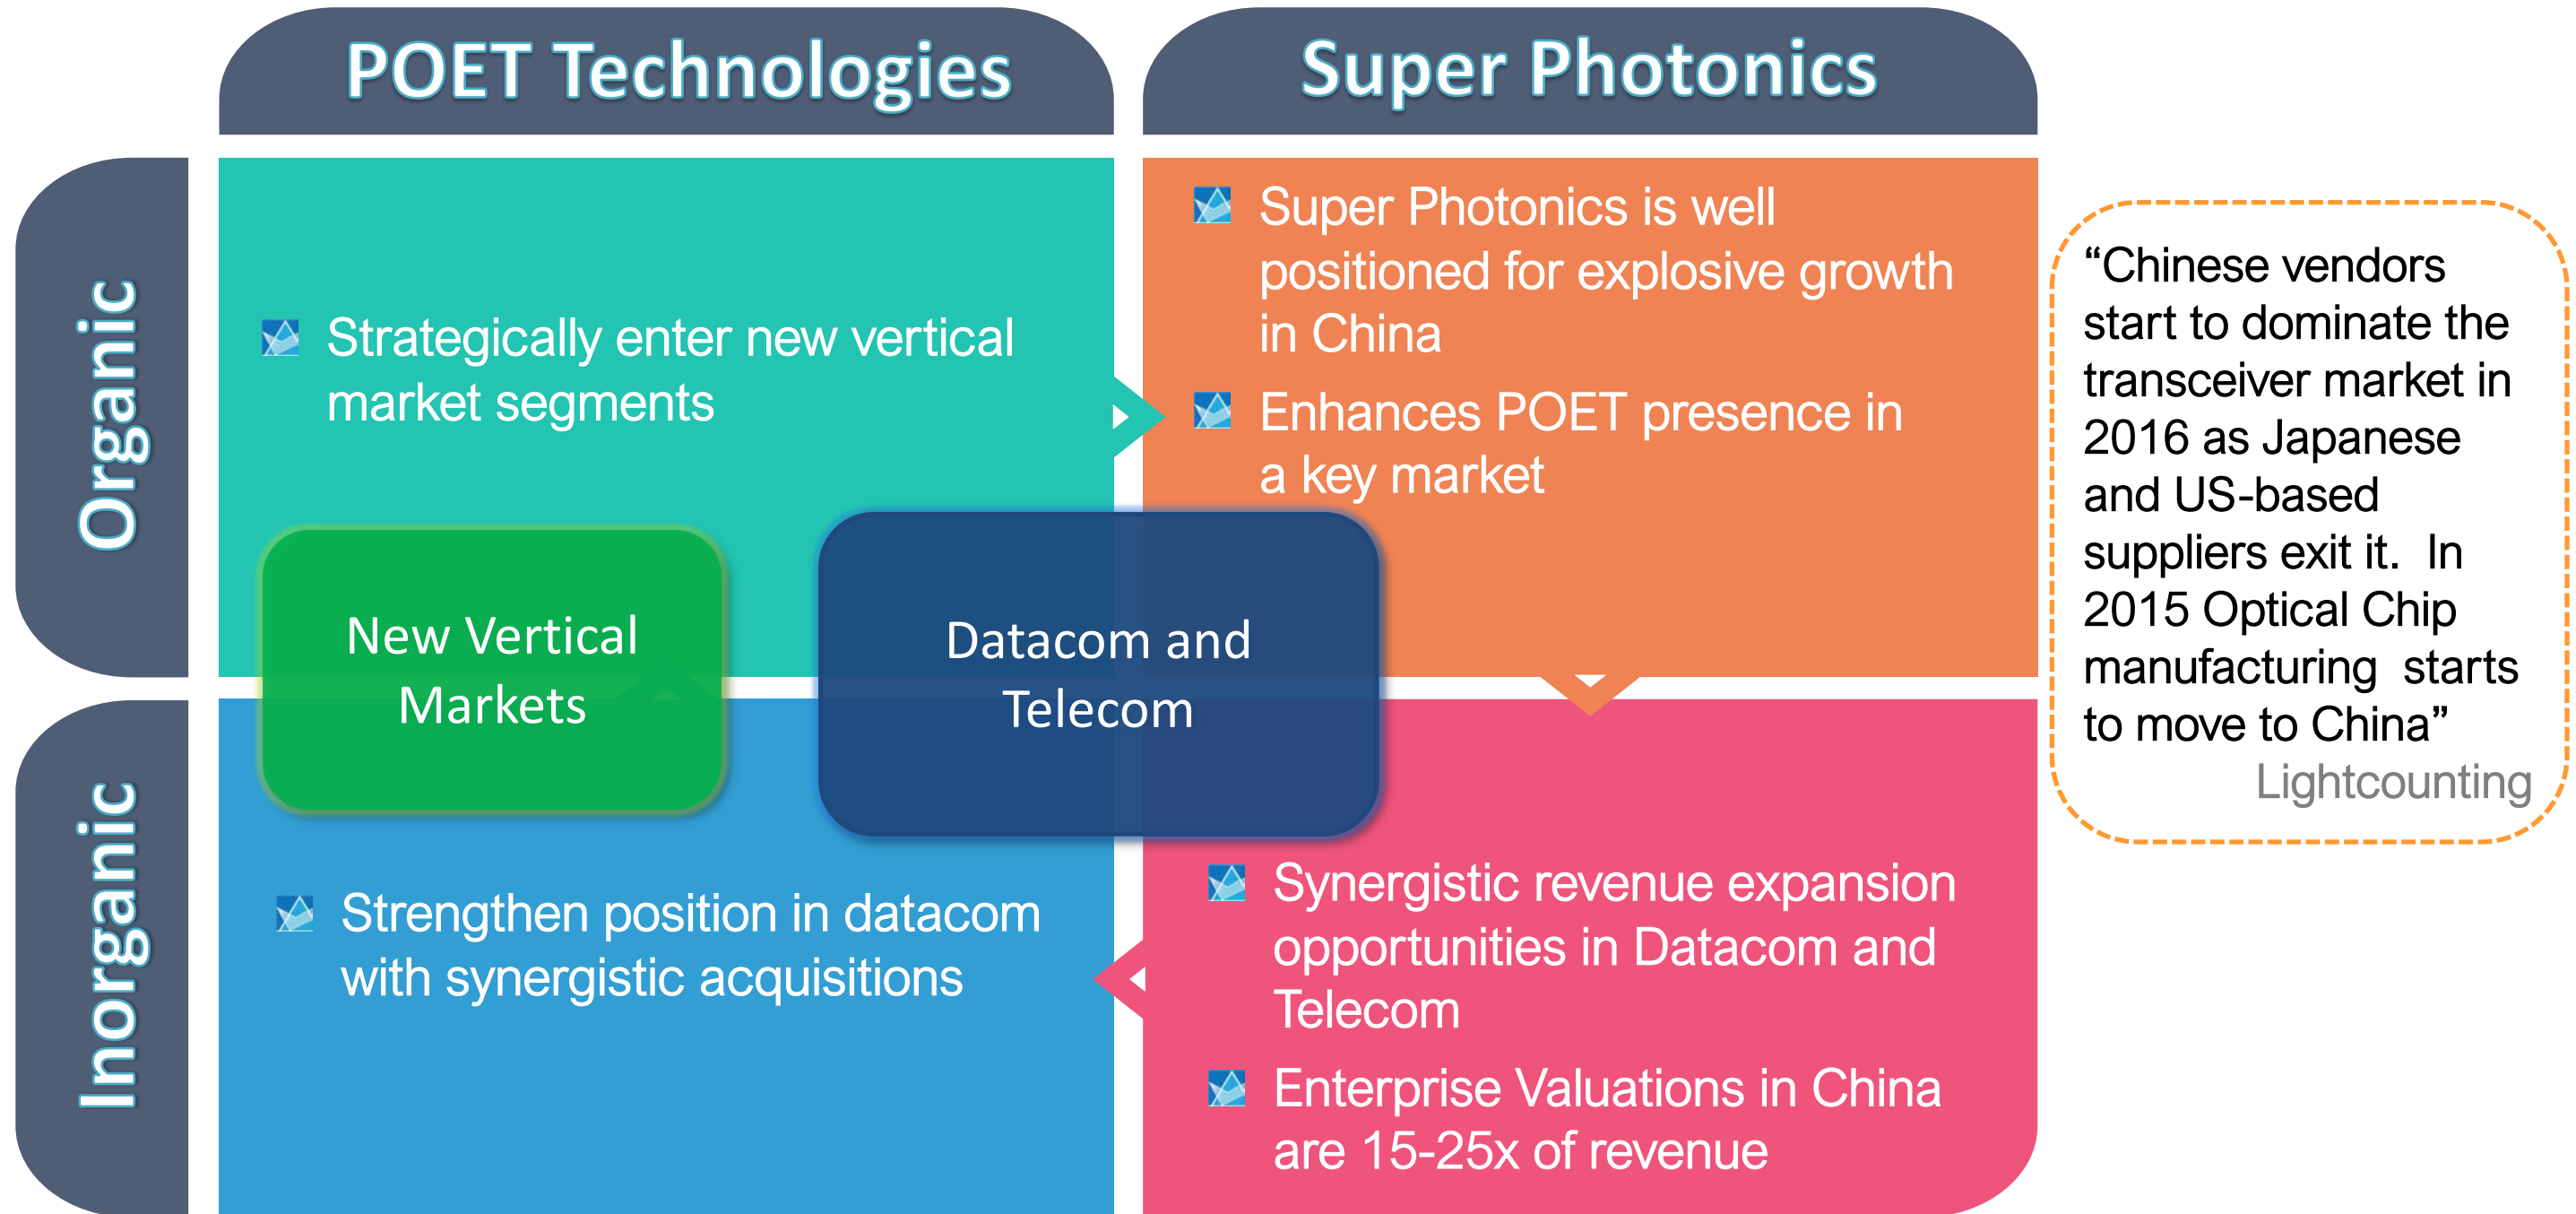 POET Technologies
Super Photonics
Organic
Strategically enter new vertical
market segments
Super Photonics is well
positioned for explosive growth
in China
Enhances POET presence in
a key market
New Vertical
Markets
Datacom and
Telecom
Inorganic
Strengthen position in datacom
with synergistic acquisitions
Synergistic revenue expansion
opportunities in Datacom and
Telecom
Enterprise Valuations in China
are 15-25x of revenue
“Chinese vendors
start to dominate the
transceiver market in
2016 as Japanese
and US-based
suppliers exit it.  In
2015 Optical Chip
manufacturing  starts
to move to China”
Lightcounting